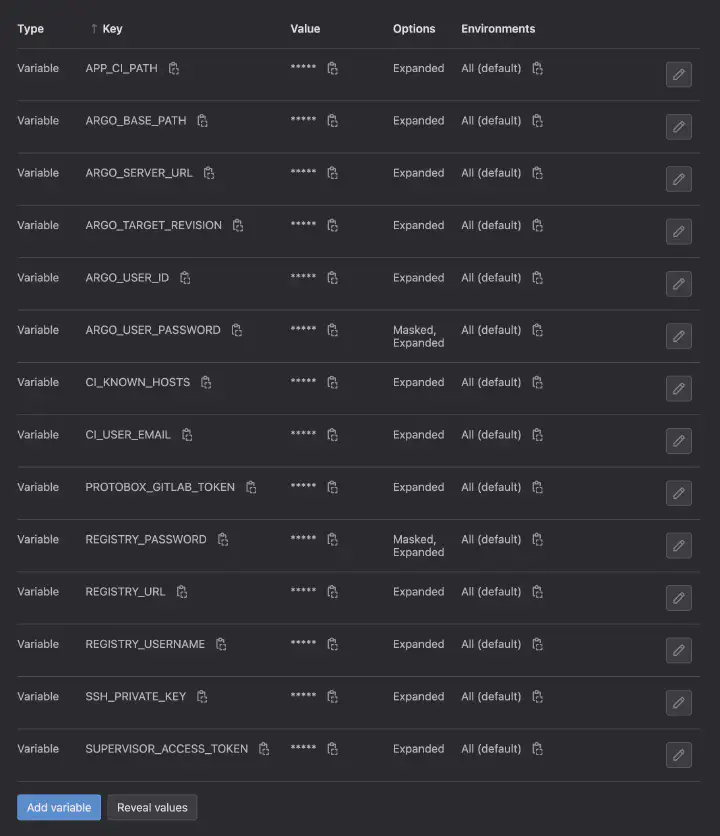 Type ↑ Key Value Options Environments
Variable APP_CI_PATH ***** Expanded All (default)
Variable ARGO_BASE_PATH ***** Expanded All (default)
Variable ARGO_SERVER_URL ***** Expanded All (default)
Variable ARGO_TARGET_REVISION ***** Expanded All (default)
Variable ARGO_USER_ID ***** Expanded All (default)
Variable ARGO_USER_PASSWORD ***** Masked, All (default)
Expanded
Variable CI_KNOWN_HOSTS ***** Expanded All (default)
Variable CI_USER_EMAIL ***** Expanded All (default)
Variable PROTOBOX_GITLAB_TOKEN ***** Expanded All (default)
Variable REGISTRY_PASSWORD ***** Masked, All (default)
Expanded
Variable REGISTRY_URL ***** Expanded All (default)
Variable REGISTRY_USERNAME ***** Expanded All (default)
Variable SSH_PRIVATE_KEY ***** Expanded All (default)
Variable SUPERVISOR_ACCESS_TOKEN ***** Expanded All (default)
Add variable Reveal values